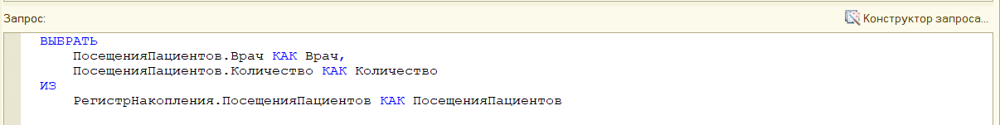 Запрос:
Конструктор запроса...
ВЫБРАТЬ
ПосещенияПациентов.Врач КАК Врач,
ПосещенияПациентов.Количество КАК Количество
ИЗ
РегистрНакопления.ПосещенияПациентов КАК ПосещенияПациентов